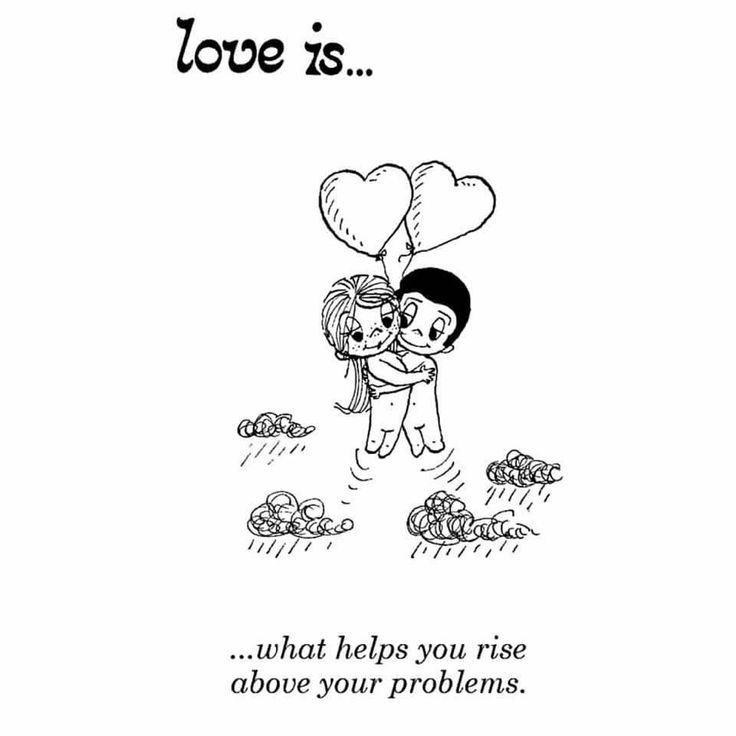 love is...
...what helps you rise
above your problems.